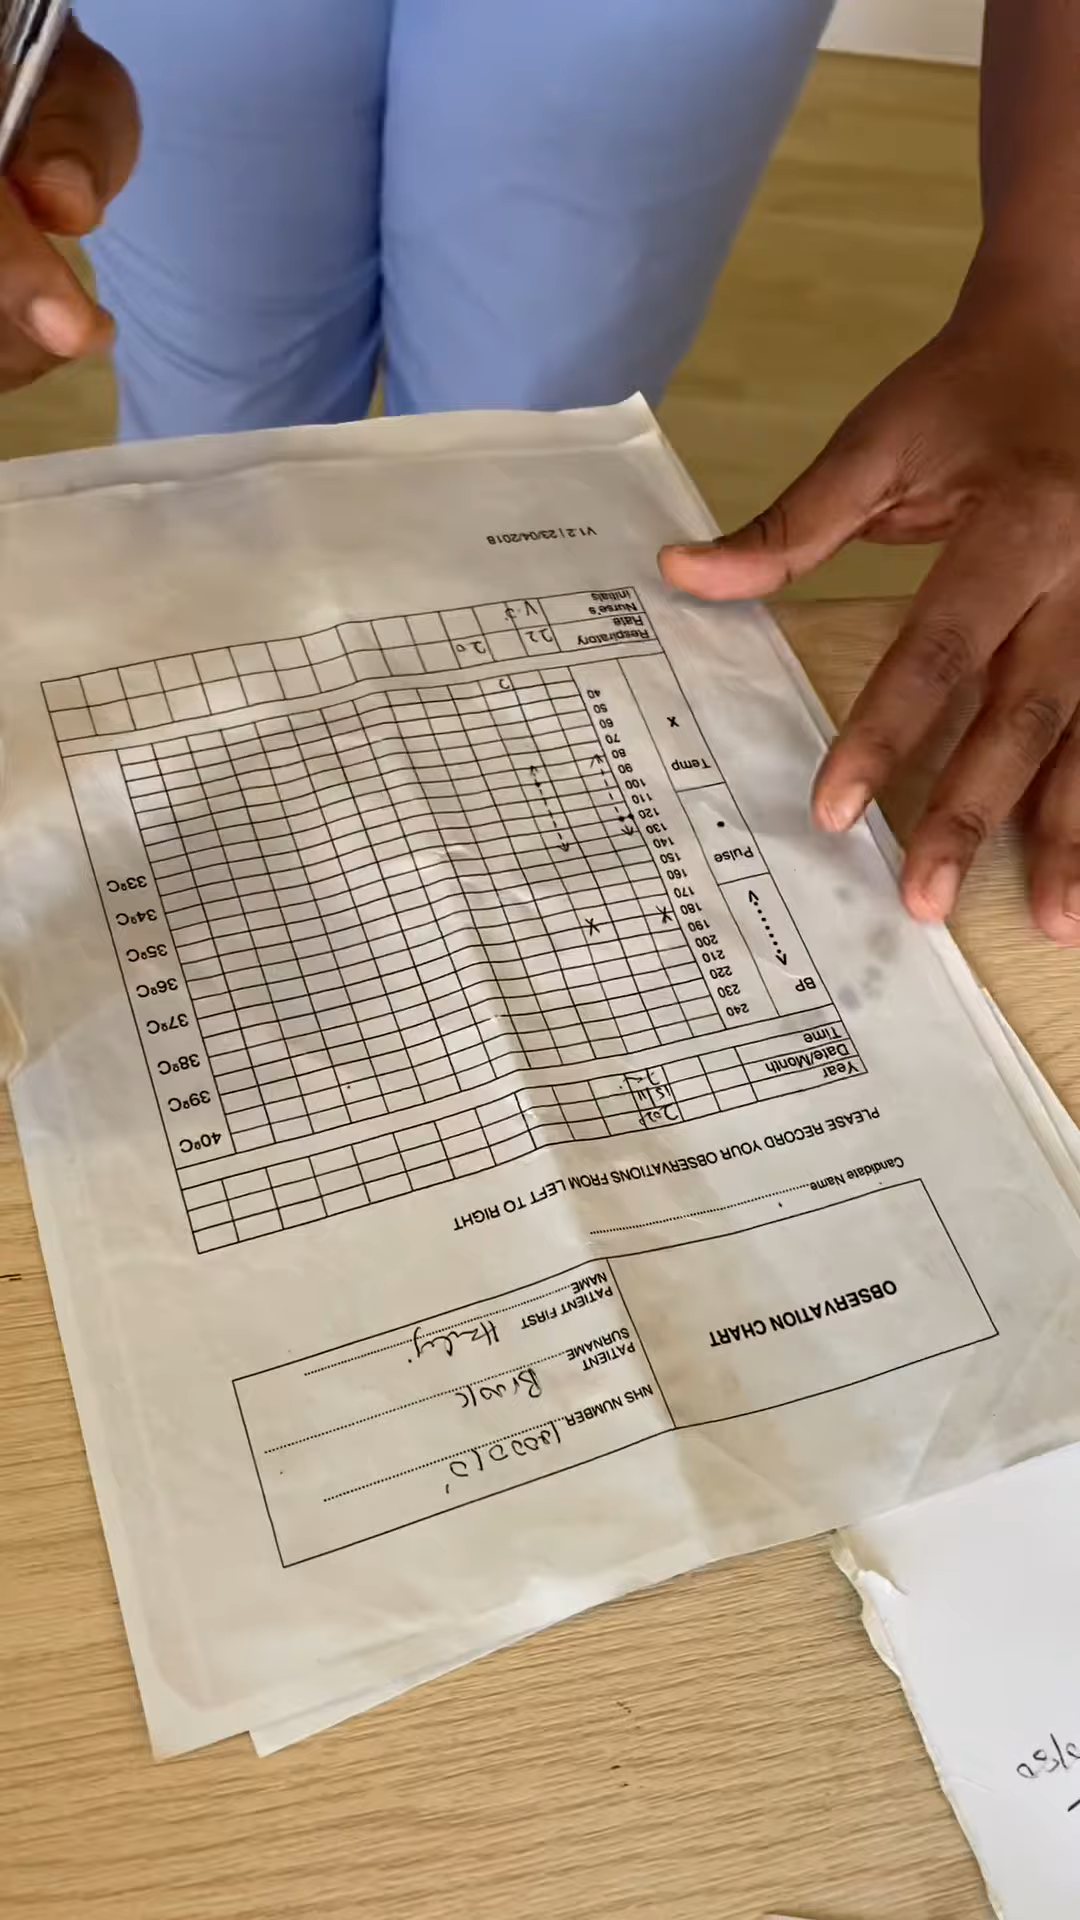 OBSERVATION CHART
NHS NUMBER
PATIENT SURNAME Brook
PATIENT FIRST NAME
Candidate Name
PLEASE RECORD YOUR OBSERVATIONS FROM LEFT TO RIGHT
Year
Date/Month
Time
BP
Pulse
Temp
X
240
230
220
210
200
190
180
170
160
150
140
130
120
110
100
90
80
70
60
50
40
40ºC
39ºC
38ºC
37ºC
36ºC
35ºC
34ºC
33ºC
X X
Respiratory Rate 22 20
Nurse's initials V.J
V1.2 | 23/04/2018